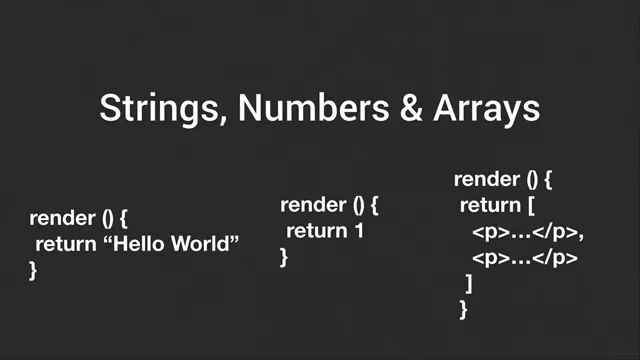 Strings, Numbers & Arrays
render () {
return “Hello World”
}
render () {
return 1
}
render () {
return [
<p>...</p>,
<p>...</p>
]
}